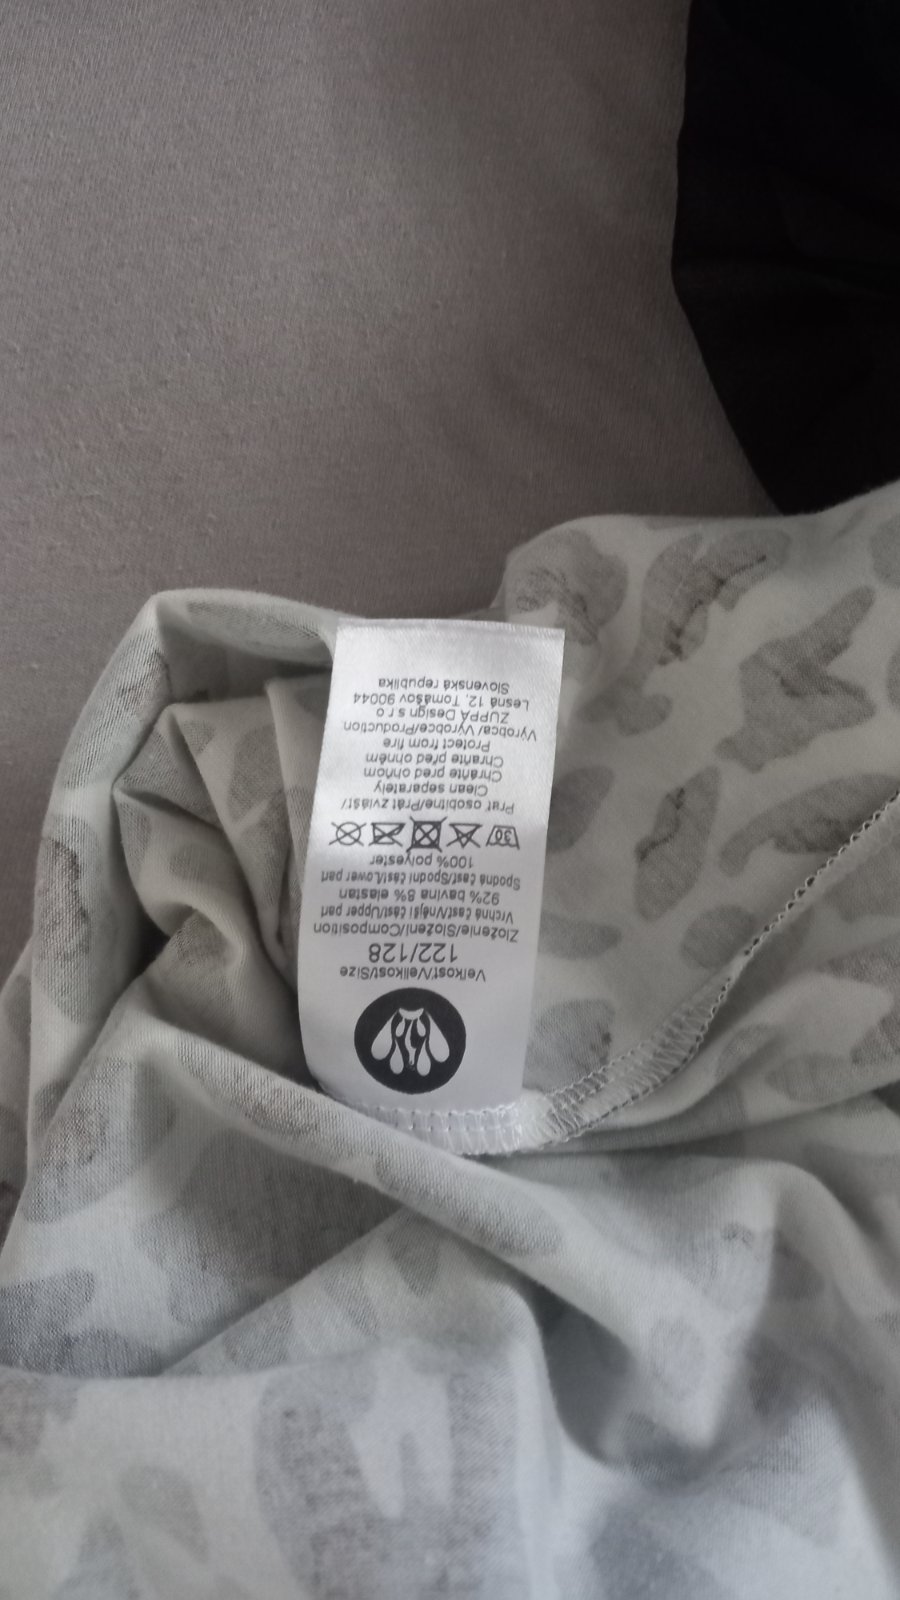 Veľkosť/Velikost/Size
122/128
Zloženie/Složení/Composition
Vrchná časť/Vnější část/Upper part
92% bavlna 8% elastan
Spodná časť/Spodní část/Lower part
100% polyester
30
Prať osobitne/Prát zvlášť/
Clean separately
Chráňte pred ohňom
Chraňte před ohněm
Protect from fire
Výrobca/ Výrobce/Production
ZUPPA Design s r o
Lesná 12, Tomášov 90044
Slovenská republika